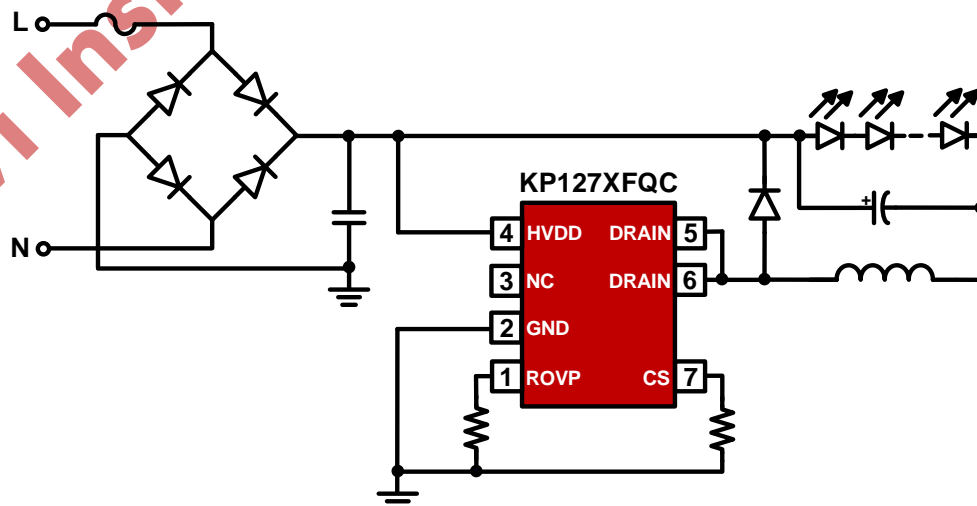 L
N
KP127XFQC
4 HVDD DRAIN 5
3 NC DRAIN 6
2 GND
1 ROVP CS 7
+